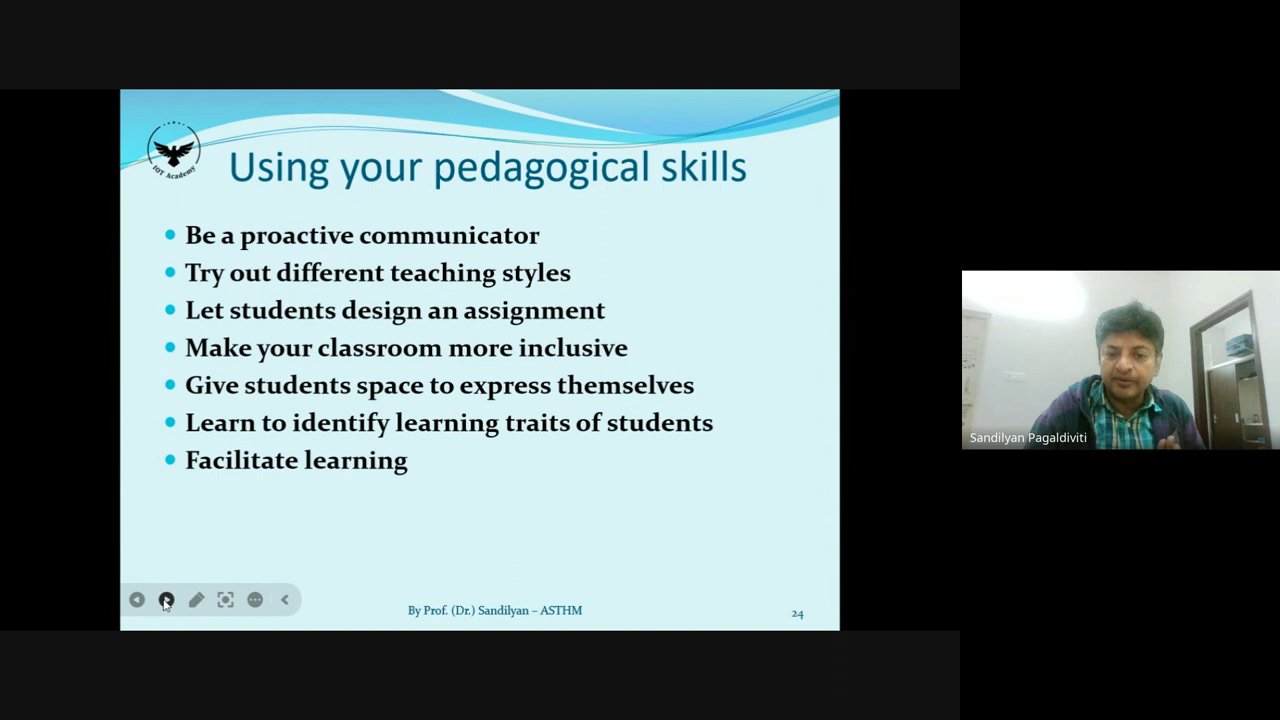 IOT Academy
Using your pedagogical skills
Be a proactive communicator
Try out different teaching styles
Let students design an assignment
Make your classroom more inclusive
Give students space to express themselves
Learn to identify learning traits of students
Facilitate learning
By Prof. (Dr.) Sandilyan – ASTHM
24
Sandilyan Pagaldiviti